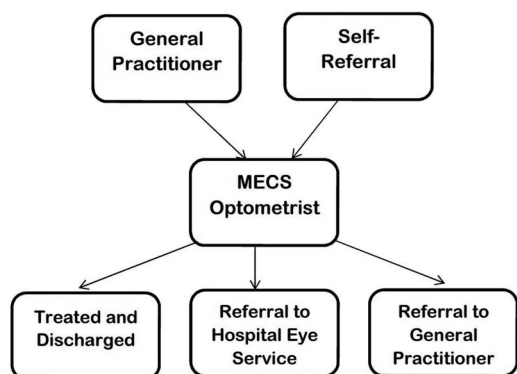 General
Practitioner
Self-
Referral
MECS
Optometrist
Treated and
Discharged
Referral to
Hospital Eye
Service
Referral to
General
Practitioner